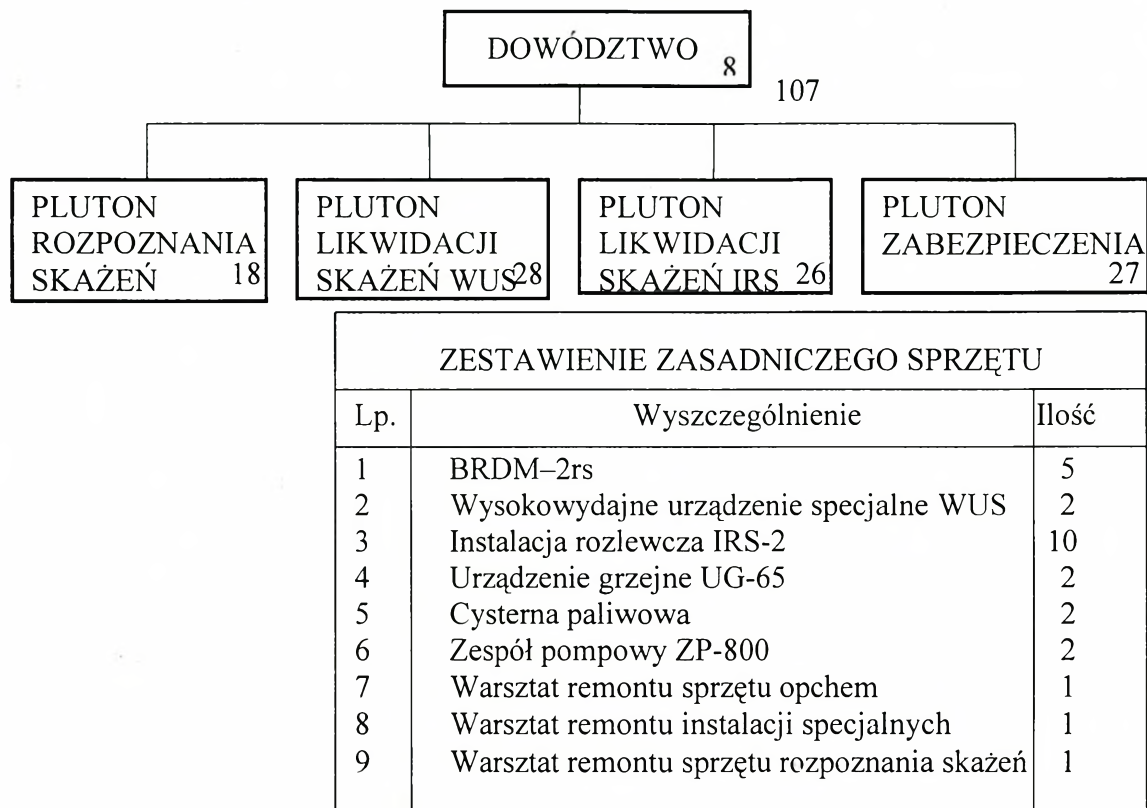 DOWÓDZTWO 8
107
PLUTON
ROZPOZNANIA
SKAŻEŃ 18
PLUTON
LIKWIDACJI
SKAŻEŃ WUS 28
PLUTON
LIKWIDACJI
SKAŻEŃ IRS 26
PLUTON
ZABEZPIECZENIA
27
ZESTAWIENIE ZASADNICZEGO SPRZĘTU
Lp. Wyszczególnienie Ilość
1 BRDM–2rs 5
2 Wysokowydajne urządzenie specjalne WUS 2
3 Instalacja rozlewcza IRS-2 10
4 Urządzenie grzejne UG-65 2
5 Cysterna paliwowa 2
6 Zespół pompowy ZP-800 2
7 Warsztat remontu sprzętu opchem 1
8 Warsztat remontu instalacji specjalnych 1
9 Warsztat remontu sprzętu rozpoznania skażeń 1